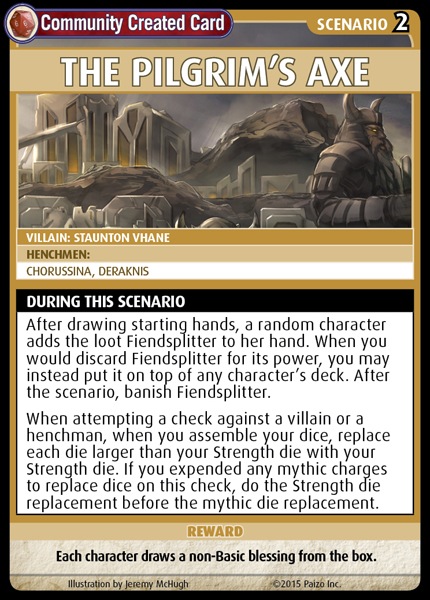 Community Created Card
SCENARIO 2
THE PILGRIM'S AXE
VILLAIN: STAUNTON VHANE
HENCHMEN:
CHORUSSINA, DERAKNIS
DURING THIS SCENARIO
After drawing starting hands, a random character
adds the loot Fiendsplitter to her hand. When you
would discard Fiendsplitter for its power, you may
instead put it on top of any character's deck. After
the scenario, banish Fiendsplitter.
When attempting a check against a villain or a
henchman, when you assemble your dice, replace
each die larger than your Strength die with your
Strength die. If you expended any mythic charges
to replace dice on this check, do the Strength die
replacement before the mythic die replacement.
REWARD
Each character draws a non-Basic blessing from the box.
Illustration by Jeremy McHugh
©2015 Paizo Inc.